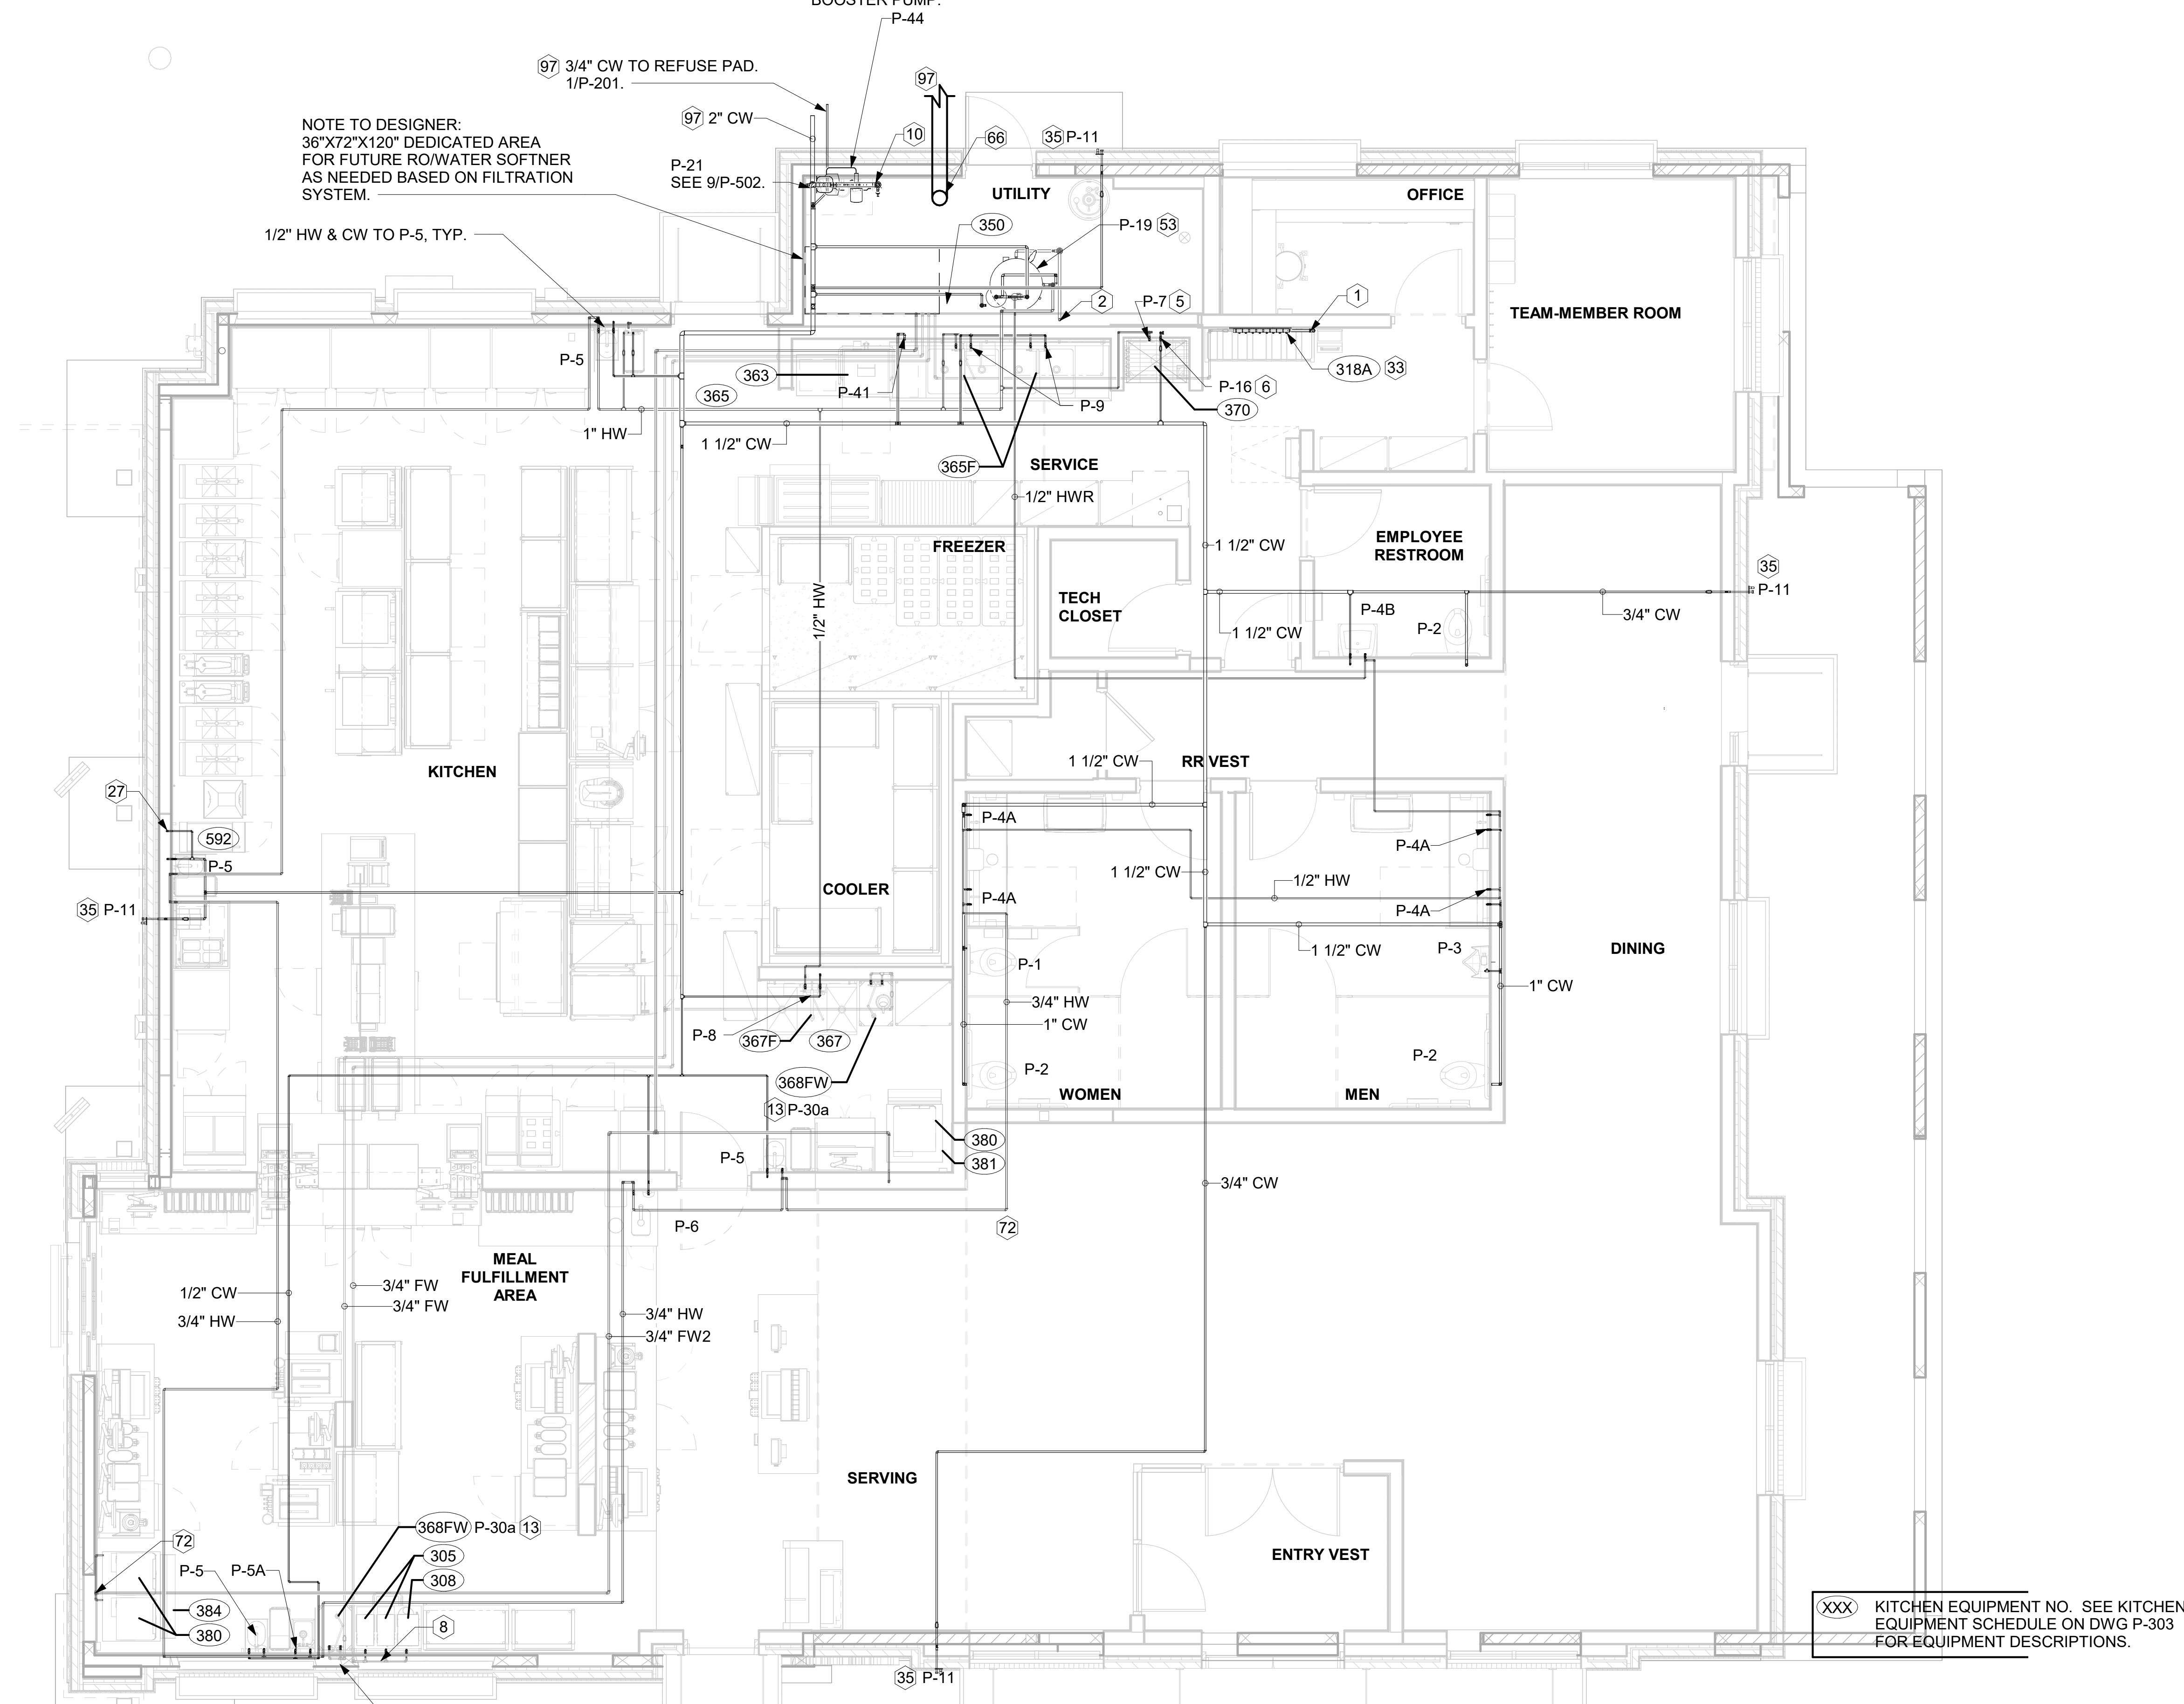 BOOSTER PUMP.
P-44
97 3/4" CW TO REFUSE PAD.
1/P-201.
97
97 2" CW
10
66
35 P-11
NOTE TO DESIGNER:
36"X72"X120" DEDICATED AREA
FOR FUTURE RO/WATER SOFTNER
AS NEEDED BASED ON FILTRATION
SYSTEM.
P-21
SEE 9/P-502.
UTILITY
OFFICE
350
P-19 53
1/2" HW & CW TO P-5, TYP.
2
P-7 5
1
TEAM-MEMBER ROOM
P-5
363
365
P-41
P-9
P-16 6
370
318A 33
1" HW
1 1/2" CW
365F
SERVICE
1/2" HWR
FREEZER
1 1/2" CW
EMPLOYEE
RESTROOM
35
P-11
1/2" HW
TECH
CLOSET
P-4B
P-2
3/4" CW
1 1/2" CW
KITCHEN
1 1/2" CW
RR VEST
27
592
P-5
P-4A
P-4A
1 1/2" CW
1/2" HW
COOLER
P-4A
P-4A
35 P-11
P-3
1 1/2" CW
DINING
P-1
1" CW
3/4" HW
1" CW
P-8
367F
367
P-2
P-2
368FW
WOMEN
MEN
13 P-30a
380
381
P-5
3/4" CW
P-6
72
MEAL
FULFILLMENT
AREA
1/2" CW
3/4" FW
3/4" FW
3/4" HW
3/4" HW
3/4" FW2
SERVING
368FW P-30a 13
72
305
308
P-5
P-5A
384
380
8
ENTRY VEST
35 P-11
XXX KITCHEN EQUIPMENT NO. SEE KITCHEN
EQUIPMENT SCHEDULE ON DWG P-303
FOR EQUIPMENT DESCRIPTIONS.